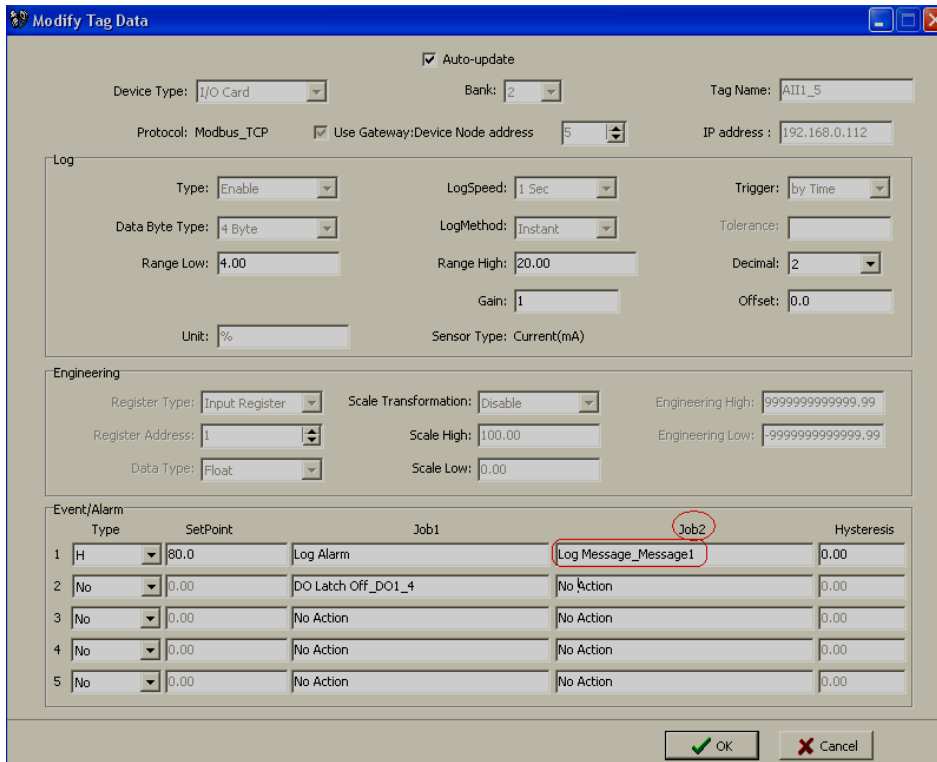 Modify Tag Data
Auto-update
Device Type: I/O Card Bank: 2 Tag Name: AII1_5
Protocol: Modbus_TCP Use Gateway:Device Node address 5 IP address : 192.168.0.112
Log
Type: Enable LogSpeed: 1 Sec Trigger: by Time
Data Byte Type: 4 Byte LogMethod: Instant Tolerance:
Range Low: 4.00 Range High: 20.00 Decimal: 2
Gain: 1 Offset: 0.0
Unit: % Sensor Type: Current(mA)
Engineering
Register Type: Input Register Scale Transformation: Disable Engineering High: 9999999999999.99
Register Address: 1 Scale High: 100.00 Engineering Low: -9999999999999.99
Data Type: Float Scale Low: 0.00
Event/Alarm
Type SetPoint Job1 Job2 Hysteresis
1 H 80.0 Log Alarm Log Message_Message1 0.00
2 No 0.00 DO Latch Off_DO1_4 No Action 0.00
3 No 0.00 No Action No Action 0.00
4 No 0.00 No Action No Action 0.00
5 No 0.00 No Action No Action 0.00
OK Cancel